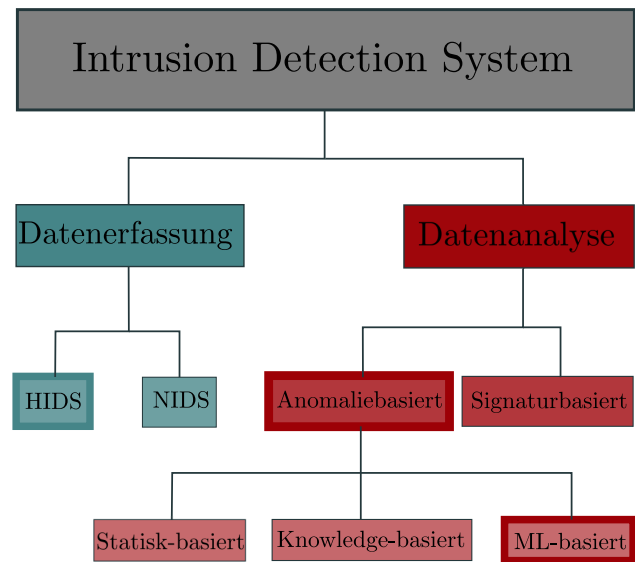 Intrusion Detection System
Datenerfassung
Datenanalyse
HIDS
NIDS
Anomaliebasiert
Signaturbasiert
Statisk-basiert
Knowledge-basiert
ML-basiert